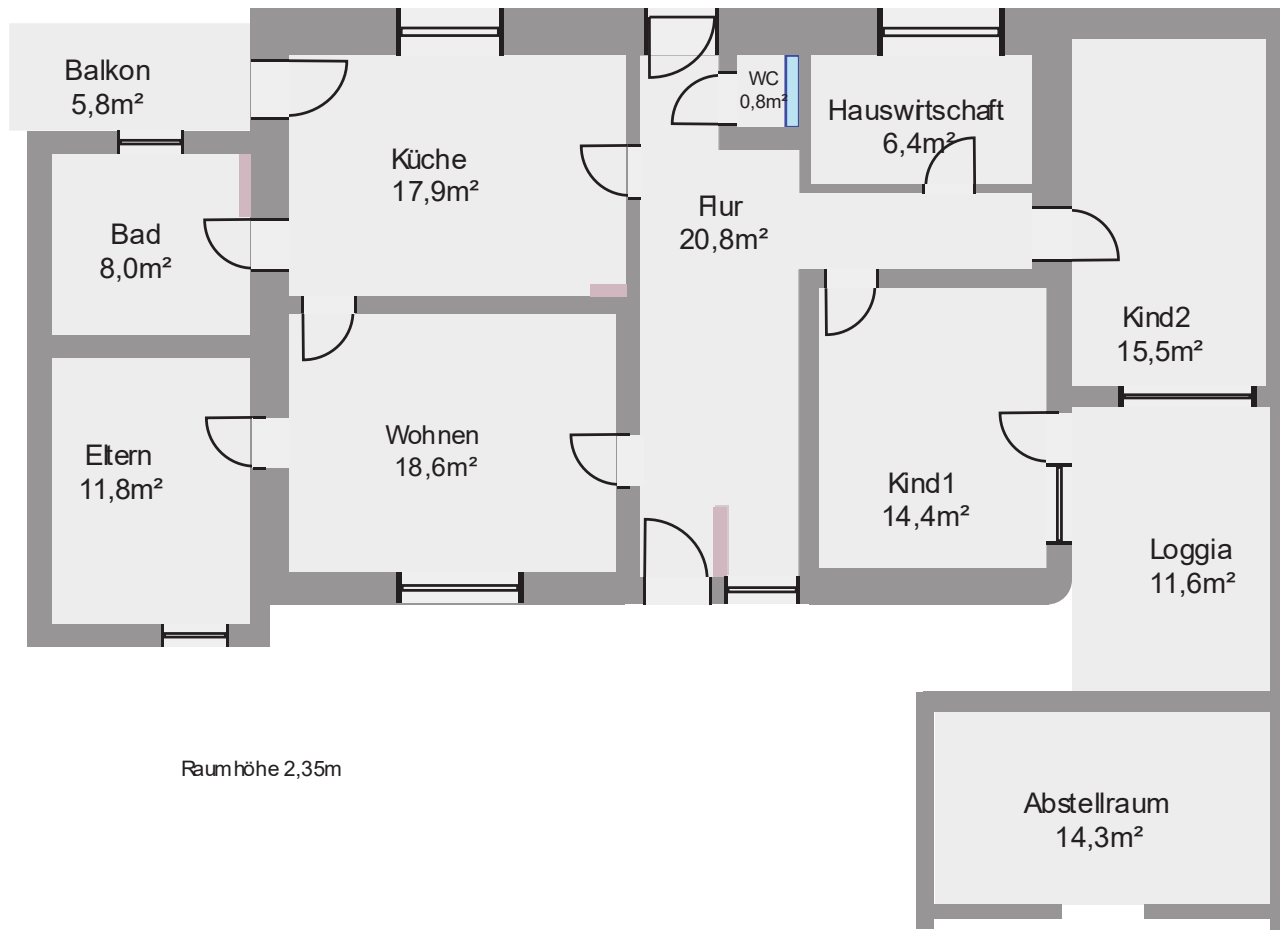 Balkon
5,8m²
WC
0,8m²
Hauswirtschaft
6,4m²
Küche
17,9m²
Flur
20,8m²
Bad
8,0m²
Kind2
15,5m²
Wohnen
18,6m²
Eltern
11,8m²
Kind1
14,4m²
Loggia
11,6m²
Raumhöhe 2,35m
Abstellraum
14,3m²